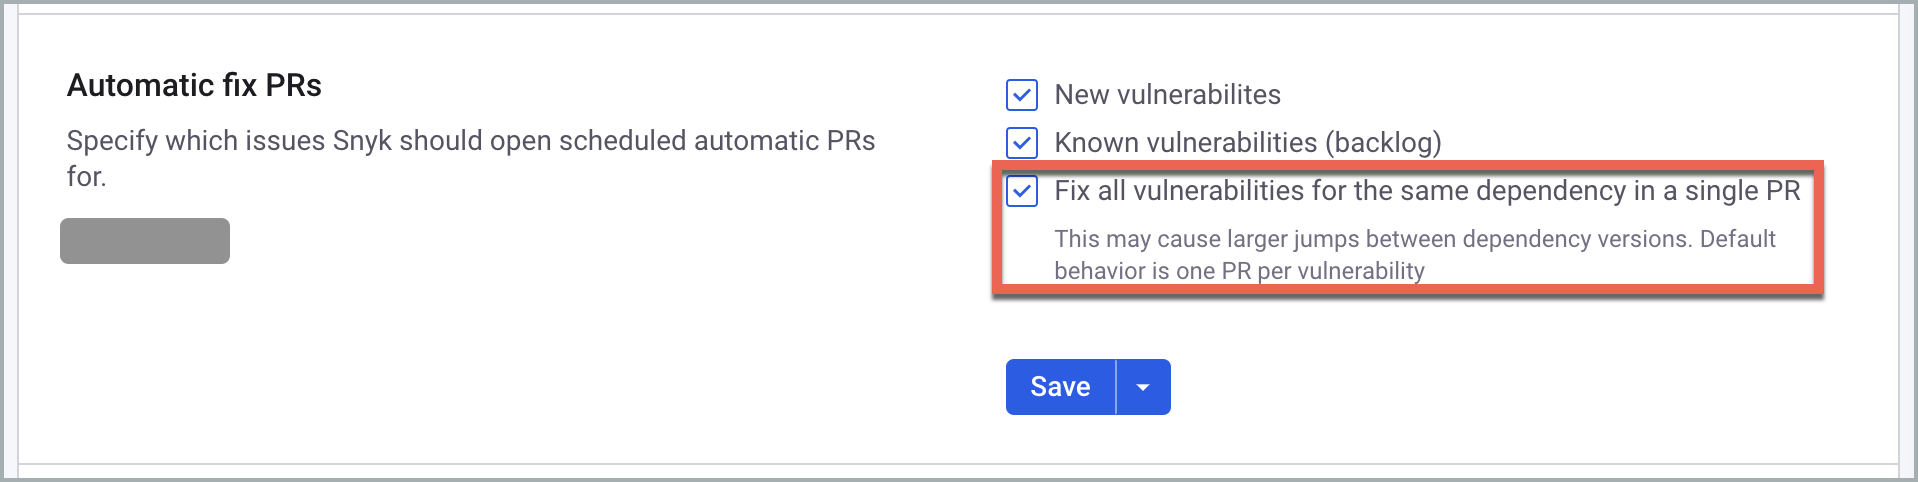 Automatic fix PRs
Specify which issues Snyk should open scheduled automatic PRs
for.
New vulnerabilites
Known vulnerabilities (backlog)
Fix all vulnerabilities for the same dependency in a single PR
This may cause larger jumps between dependency versions. Default
behavior is one PR per vulnerability
Save